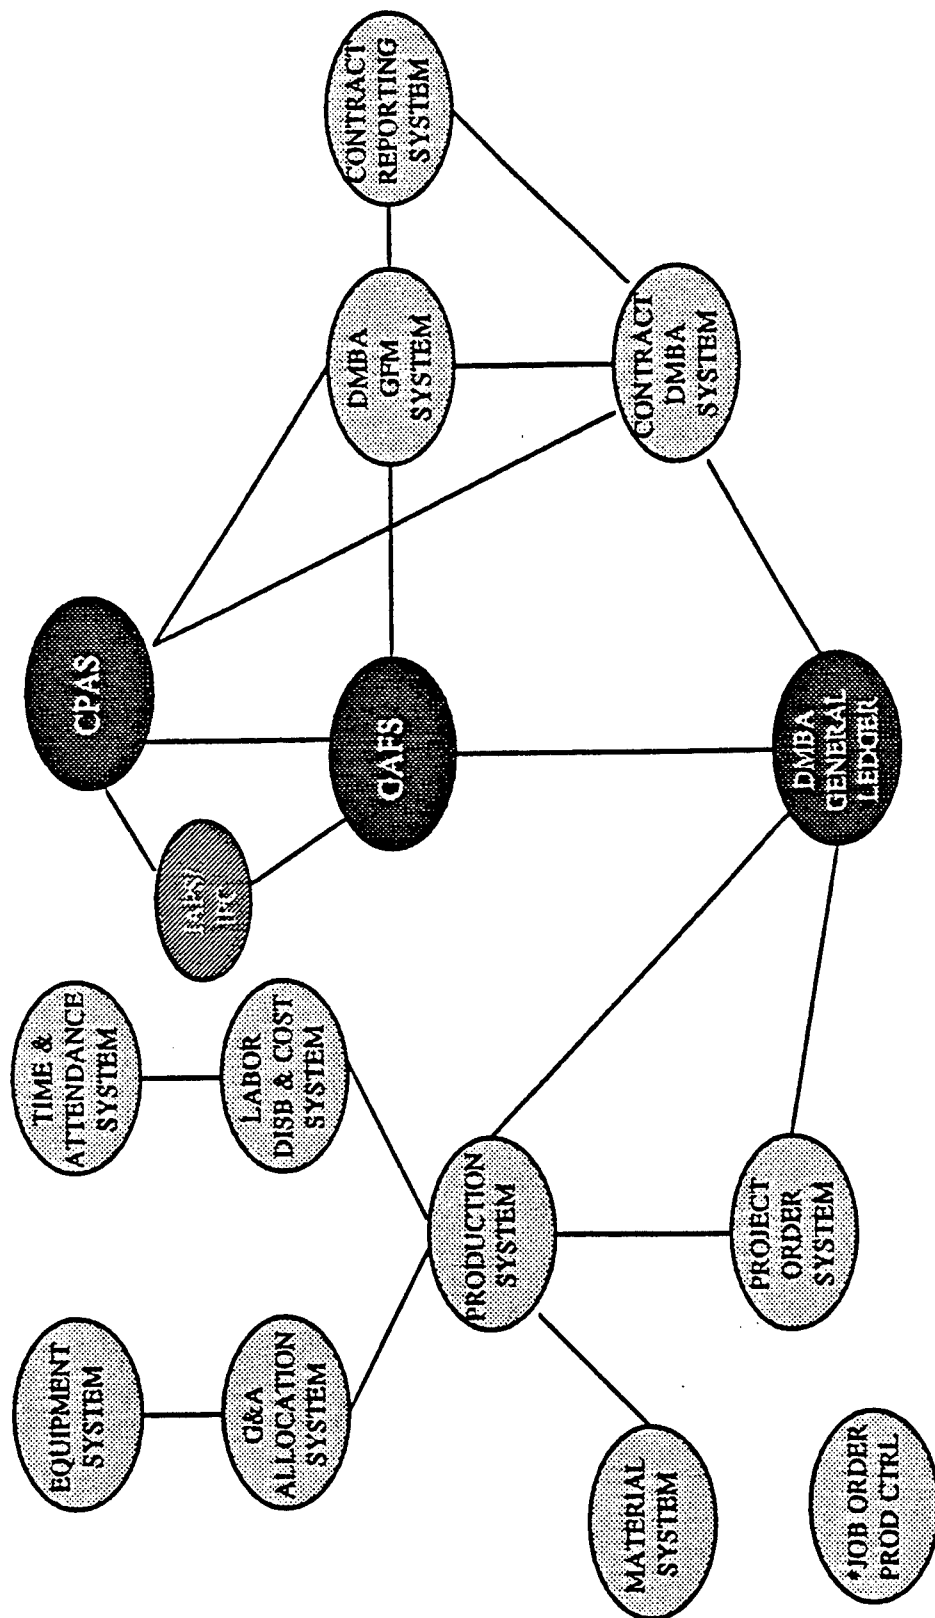 EQUIPMENT
SYSTEM
TIME &
ATTENDANCE
SYSTEM
CPAS
G&A
ALLOCATION
SYSTEM
LABOR
DISB & COST
SYSTEM
GAFS
DMBA
GFM
SYSTEM
CONTRACT
REPORTING
SYSTEM
PRODUCTION
SYSTEM
MATERIAL
SYSTEM
CONTRACT
DMBA
SYSTEM
PROJECT
ORDER
SYSTEM
DMBA
GENERAL
LEDGER
*JOB ORDER
PROD CTRL